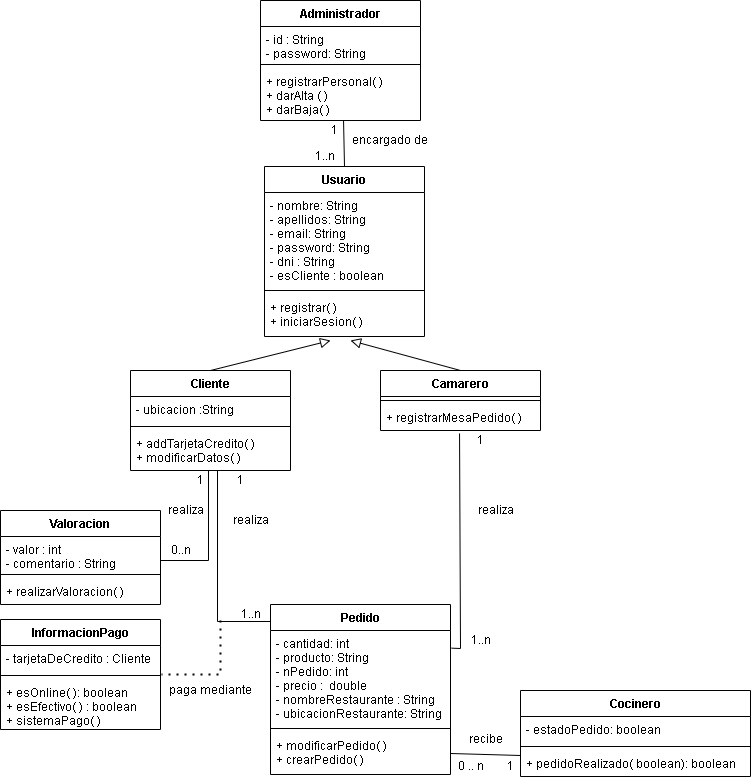 Administrador
- id : String
- password: String
+ registrarPersonal()
+ darAlta ()
+ darBaja()
1
encargado de
1..n
Usuario
- nombre: String
- apellidos: String
- email: String
- password: String
- dni : String
- esCliente : boolean
+ registrar()
+ iniciarSesion()
Cliente
- ubicacion :String
+ addTarjetaCredito()
+ modificarDatos()
Camarero
+ registrarMesaPedido()
1
1
1
realiza
realiza
realiza
Valoracion
- valor : int
- comentario : String
+ realizarValoracion()
0..n
1..n
1..n
InformacionPago
- tarjetaDeCredito : Cliente
+ esOnline(): boolean
+ esEfectivo() : boolean
+ sistemaPago()
paga mediante
Pedido
- cantidad: int
- producto: String
- nPedido: int
- precio : double
- nombreRestaurante : String
- ubicacionRestaurante: String
+ modificarPedido()
+ crearPedido()
recibe
0.. n
1
Cocinero
- estadoPedido: boolean
+ pedidoRealizado( boolean): boolean